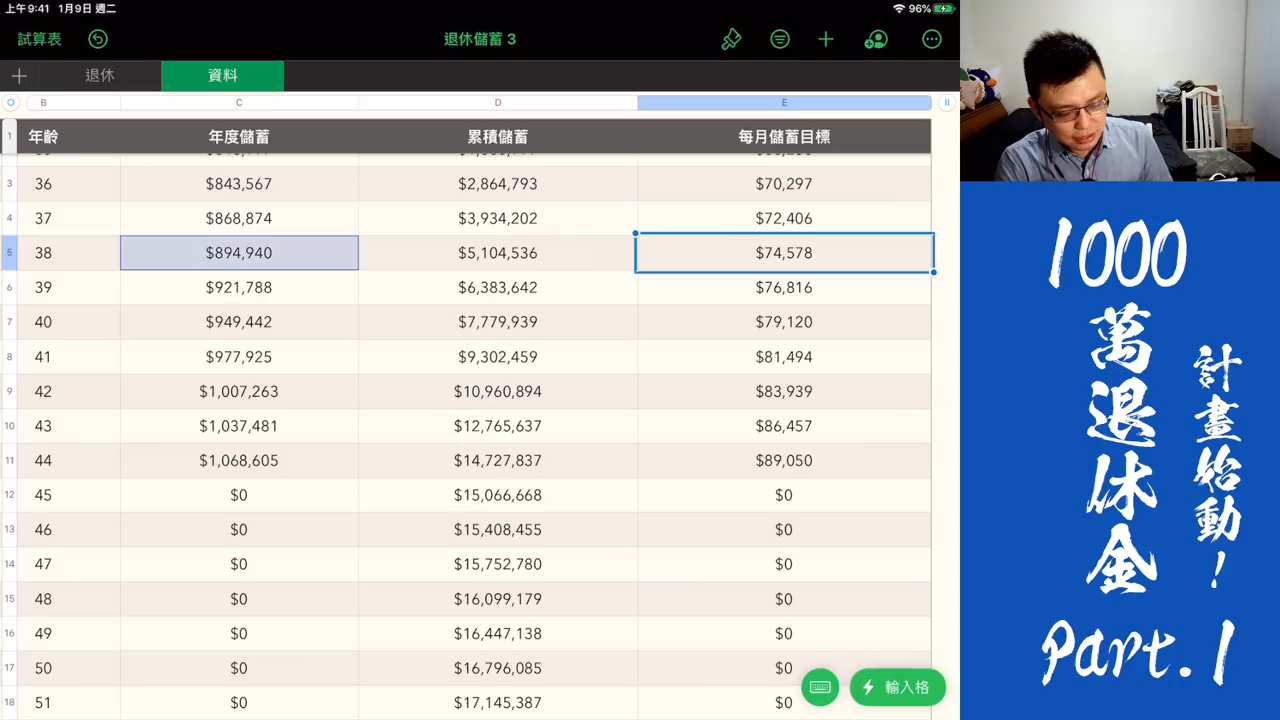 上午9:41 1月9日 週二
96%
試算表
退休儲蓄 3
退休
資料
B C D E
1 年齡 年度儲蓄 累積儲蓄 每月儲蓄目標
3 36 $843,567 $2,864,793 $70,297
4 37 $868,874 $3,934,202 $72,406
5 38 $894,940 $5,104,536 $74,578
6 39 $921,788 $6,383,642 $76,816
7 40 $949,442 $7,779,939 $79,120
8 41 $977,925 $9,302,459 $81,494
9 42 $1,007,263 $10,960,894 $83,939
10 43 $1,037,481 $12,765,637 $86,457
11 44 $1,068,605 $14,727,837 $89,050
12 45 $0 $15,066,668 $0
13 46 $0 $15,408,455 $0
14 47 $0 $15,752,780 $0
15 48 $0 $16,099,179 $0
16 49 $0 $16,447,138 $0
17 50 $0 $16,796,085 $0
18 51 $0 $17,145,387 $0
輸入格
1000
萬退休金
計畫始動！
Part.1